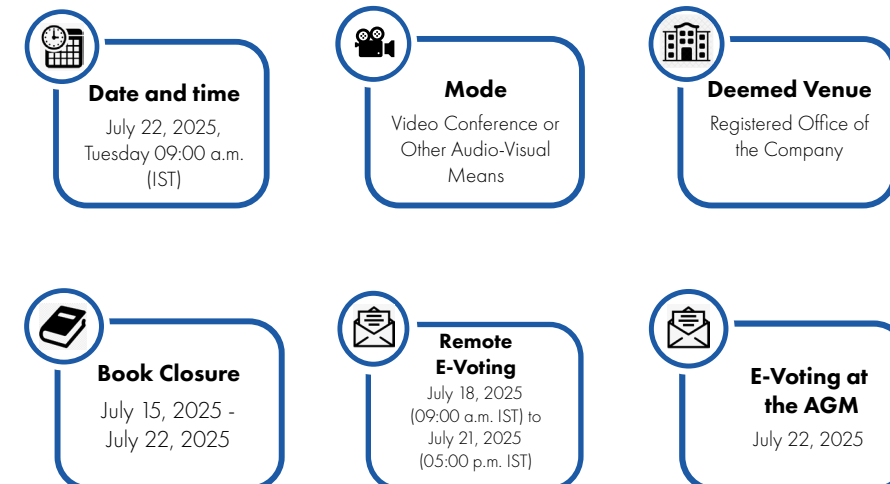 Date and time
July 22, 2025,
Tuesday 09:00 a.m.
(IST)
Mode
Video Conference or
Other Audio-Visual
Means
Deemed Venue
Registered Office of
the Company
Book Closure
July 15, 2025 -
July 22, 2025
Remote
E-Voting
July 18, 2025
(09:00 a.m. IST) to
July 21, 2025
(05:00 p.m. IST)
E-Voting at
the AGM
July 22, 2025